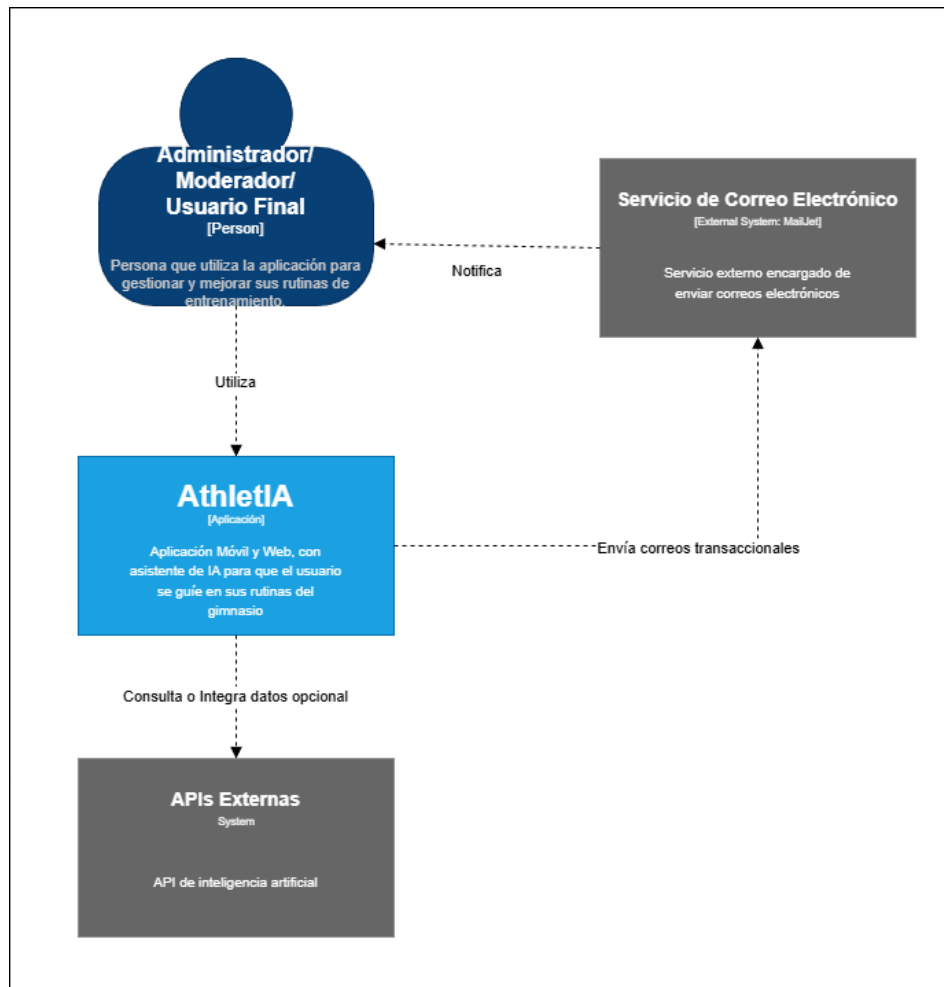 Administrador/
Moderador/
Usuario Final
[Person]
Persona que utiliza la aplicación para
gestionar y mejorar sus rutinas de
entrenamiento.
Servicio de Correo Electrónico
[External System: MailJet]
Servicio externo encargado de
enviar correos electrónicos
Notifica
Utiliza
AthletIA
[Aplicación]
Aplicación Móvil y Web, con
asistente de IA para que el usuario
se guíe en sus rutinas del
gimnasio
Envía correos transaccionales
Consulta o Integra datos opcional
APIs Externas
System
API de inteligencia artificial